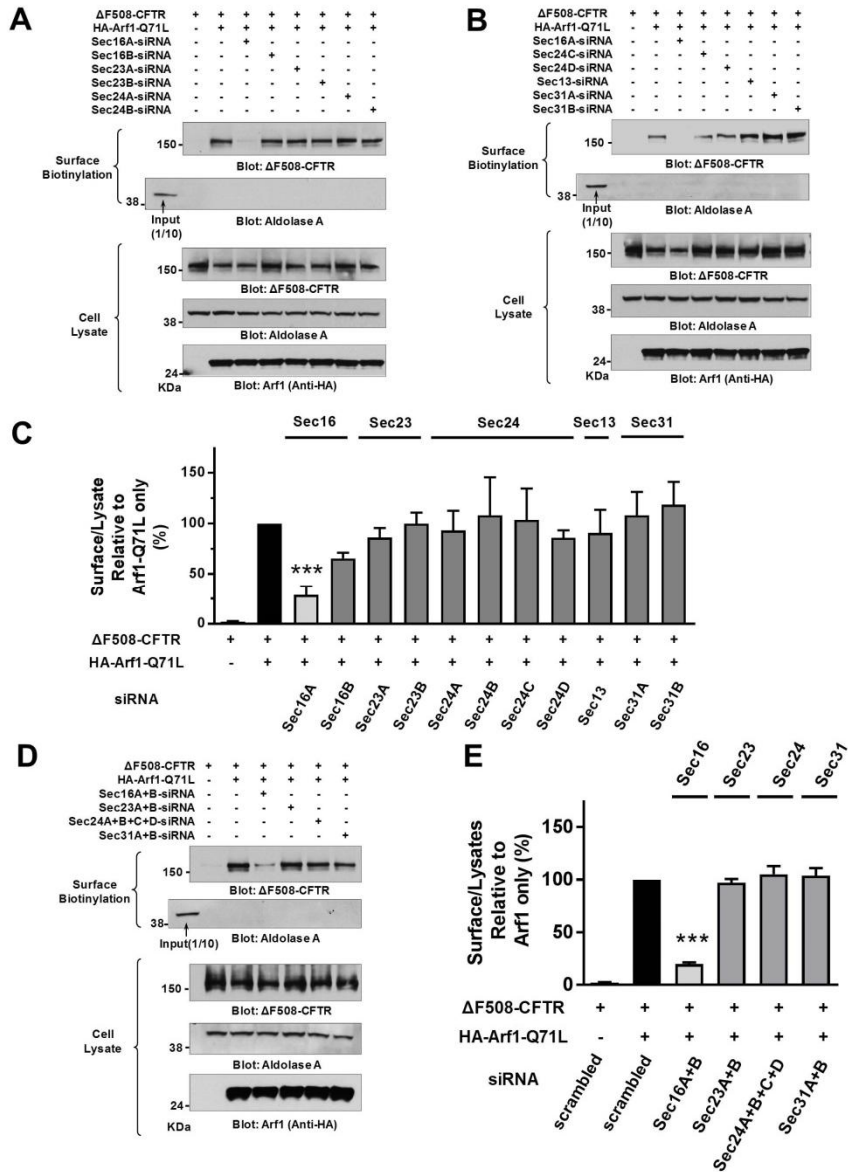 A
ΔF508-CFTR + + + + + + + +
HA-Arf1-Q71L - + + + + + + +
Sec16A-siRNA - - + - - - - -
Sec16B-siRNA - - - + - - - -
Sec23A-siRNA - - - - + - - -
Sec23B-siRNA - - - - - + - -
Sec24A-siRNA - - - - - - + -
Sec24B-siRNA - - - - - - - +
Surface
Biotinylation
150
Blot: ΔF508-CFTR
38
Input
(1/10)
Blot: Aldolase A
Cell
Lysate
150
Blot: ΔF508-CFTR
38
Blot: Aldolase A
24
KDa
Blot: Arf1 (Anti-HA)
B
ΔF508-CFTR + + + + + + + +
HA-Arf1-Q71L - + + + + + + +
Sec16A-siRNA - - + - - - - -
Sec24C-siRNA - - - + - - - -
Sec24D-siRNA - - - - + - - -
Sec13-siRNA - - - - - + - -
Sec31A-siRNA - - - - - - + -
Sec31B-siRNA - - - - - - - +
Surface
Biotinylation
150
Blot: ΔF508-CFTR
38
Input
(1/10)
Blot: Aldolase A
Cell
Lysate
150
Blot: ΔF508-CFTR
38
Blot: Aldolase A
24
KDa
Blot: Arf1 (Anti-HA)
C
Sec16 Sec23 Sec24 Sec13 Sec31
Surface/Lysate
Relative to
Arf1-Q71L only
(%)
150
100
50
0
***
ΔF508-CFTR + + + + + + + + + + + + +
HA-Arf1-Q71L - + + + + + + + + + + + +
siRNA Sec16A Sec16B Sec23A Sec23B Sec24A Sec24B Sec24C Sec24D Sec13 Sec31A Sec31B
D
ΔF508-CFTR + + + + + +
HA-Arf1-Q71L - + + + + +
Sec16A+B-siRNA - - + - - -
Sec23A+B-siRNA - - - + - -
Sec24A+B+C+D-siRNA - - - - + -
Sec31A+B-siRNA - - - - - +
Surface
Biotinylation
150
Blot: ΔF508-CFTR
38
Input(1/10)
Blot: Aldolase A
Cell
Lysate
150
Blot: ΔF508-CFTR
38
Blot: Aldolase A
24
KDa
Blot: Arf1 (Anti-HA)
E
Sec16 Sec23 Sec24 Sec31
Surface/Lysates
Relative to
Arf1 only (%)
150
100
50
0
***
ΔF508-CFTR + + + + + +
HA-Arf1-Q71L - + + + + +
siRNA scrambled scrambled Sec16A+B Sec23A+B Sec24A+B+C+D Sec31A+B